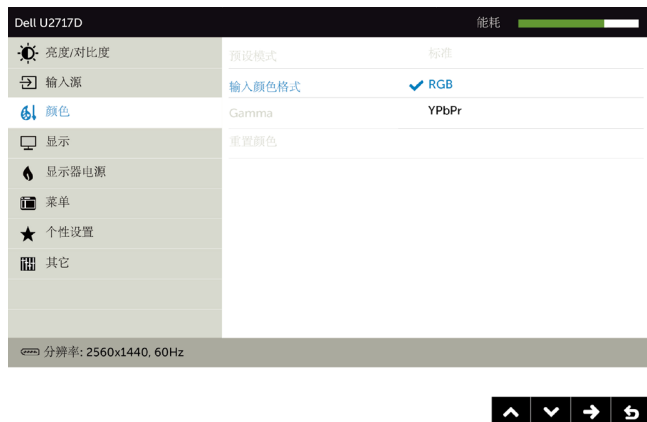 Dell U2717D 能耗
亮度/对比度 预设模式 标准
输入源 输入颜色格式 RGB
颜色 Gamma YPbPr
显示 重置颜色
显示器电源
菜单
个性设置
其它
分辨率: 2560x1440, 60Hz